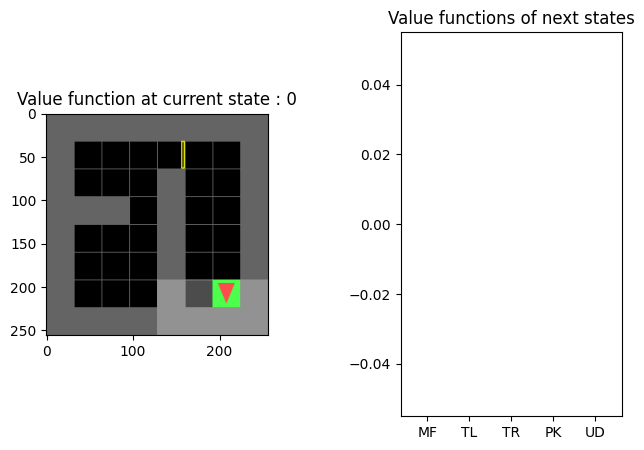 Value functions of next states
Value function at current state : 0
0
50
100
150
200
250
0
100
200
0.04
0.02
0.00
−0.02
−0.04
MF
TL
TR
PK
UD